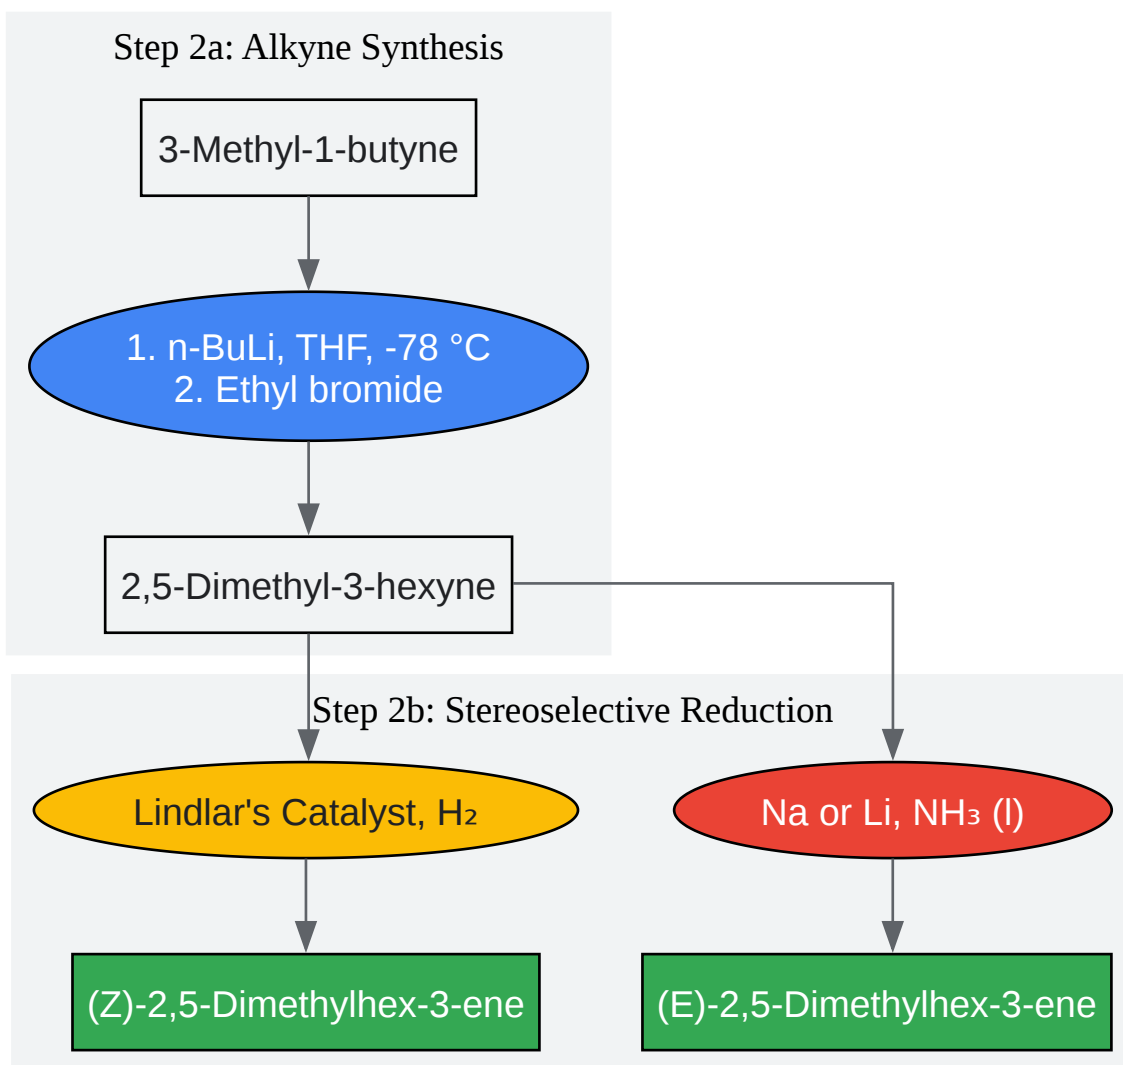 Step 2a: Alkyne Synthesis
3-Methyl-1-butyne
1. n-BuLi, THF, -78 °C
2. Ethyl bromide
2,5-Dimethyl-3-hexyne
Step 2b: Stereoselective Reduction
Lindlar's Catalyst, H₂
Na or Li, NH₃ (l)
(Z)-2,5-Dimethylhex-3-ene
(E)-2,5-Dimethylhex-3-ene